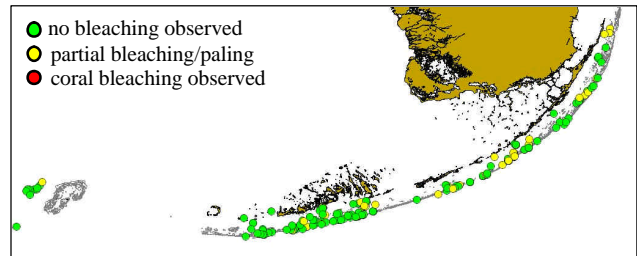 no bleaching observed
partial bleaching/paling
coral bleaching observed